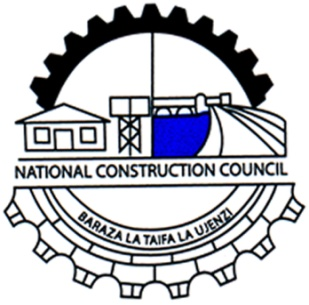 NATIONAL CONSTRUCTION COUNCIL
BARAZA LA TAIFA LA UJENZI